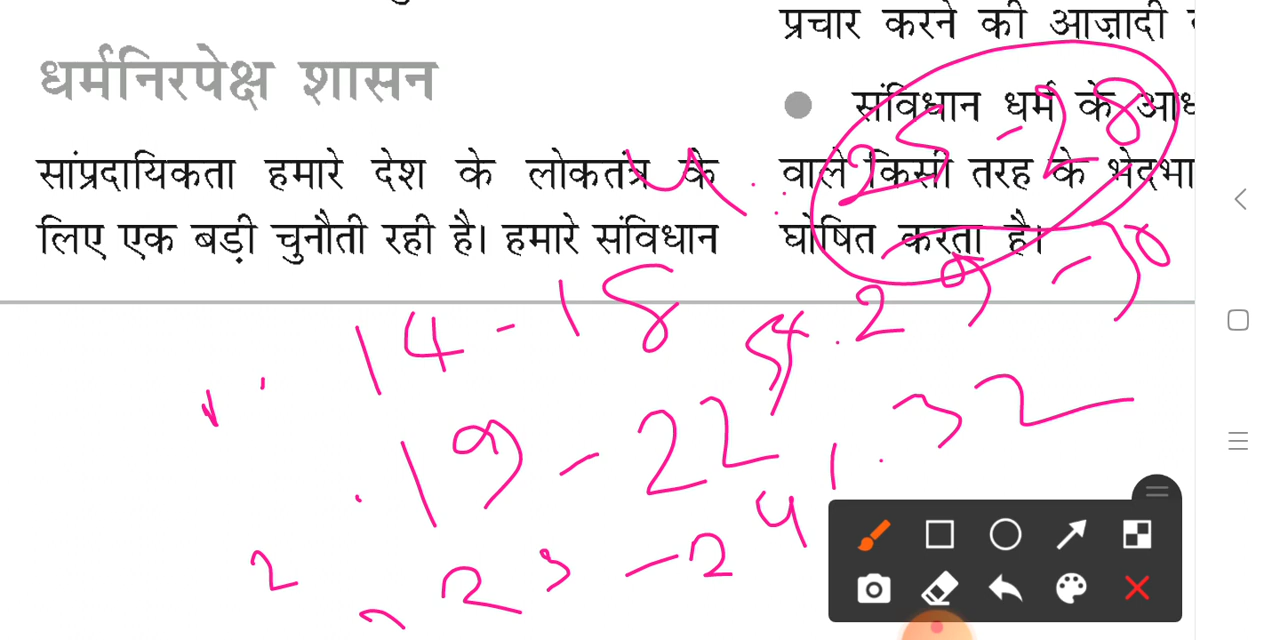 धर्मनिरपेक्ष शासन
सांप्रदायिकता हमारे देश के लोकतंत्र के
लिए एक बड़ी चुनौती रही है। हमारे संविधान
प्रचार करने की आज़ादी
संविधान धर्म के आध
वाले किसी तरह के भेदभा
घोषित करता है।
25-28
14-18
19-22
23-24
29-30
32